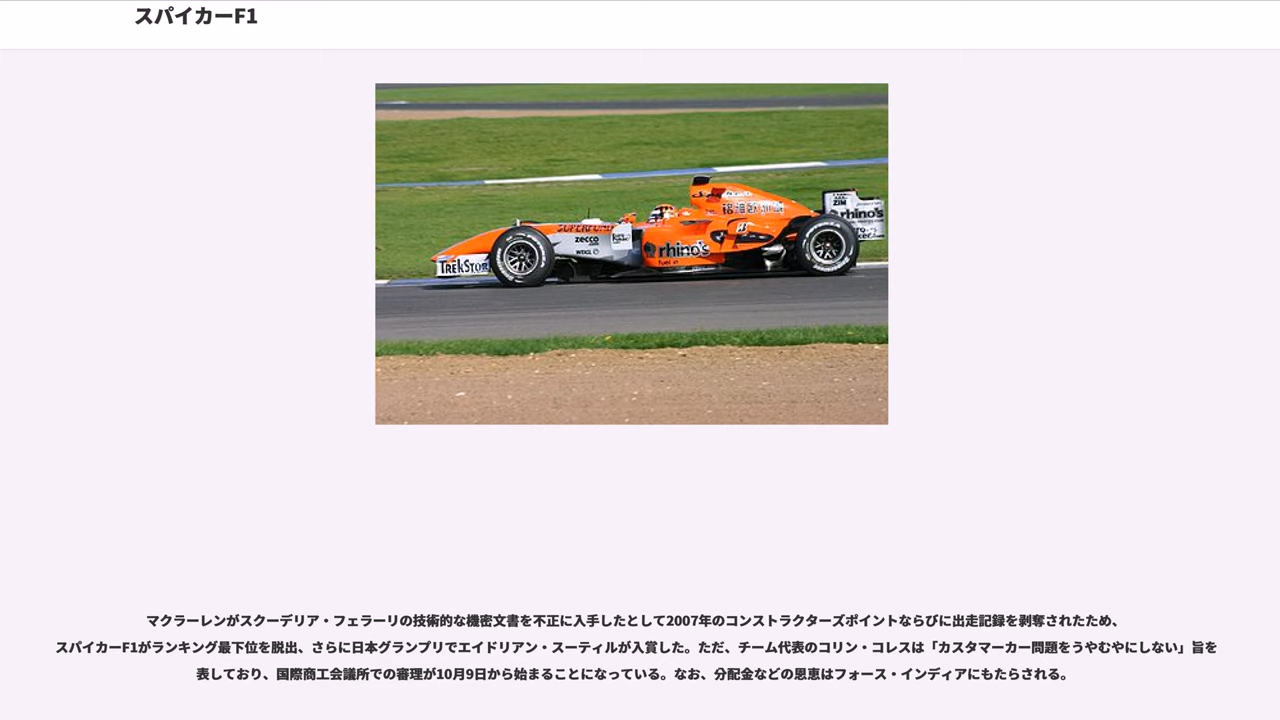 スパイカーF1
TREKSTOR
SUPERFUND
zecco
rhino's
fuel in
ZIM
rhino's
マクラーレンがスクーデリア・フェラーリの技術的な機密文書を不正に入手したとして2007年のコンストラクターズポイントならびに出走記録を剥奪されたため、
スパイカーF1がランキング最下位を脱出、さらに日本グランプリでエイドリアン・スーティルが入賞した。ただ、チーム代表のコリン・コレスは「カスタマーカー問題をうやむやにしない」旨を
表しており、国際商工会議所での審理が10月9日から始まることになっている。なお、分配金などの恩恵はフォース・インディアにもたらされる。